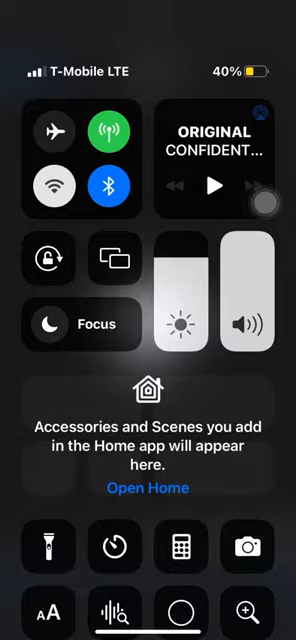 T-Mobile LTE
40%
ORIGINAL
CONFIDENT...
Focus
Accessories and Scenes you add
in the Home app will appear
here.
Open Home
AA